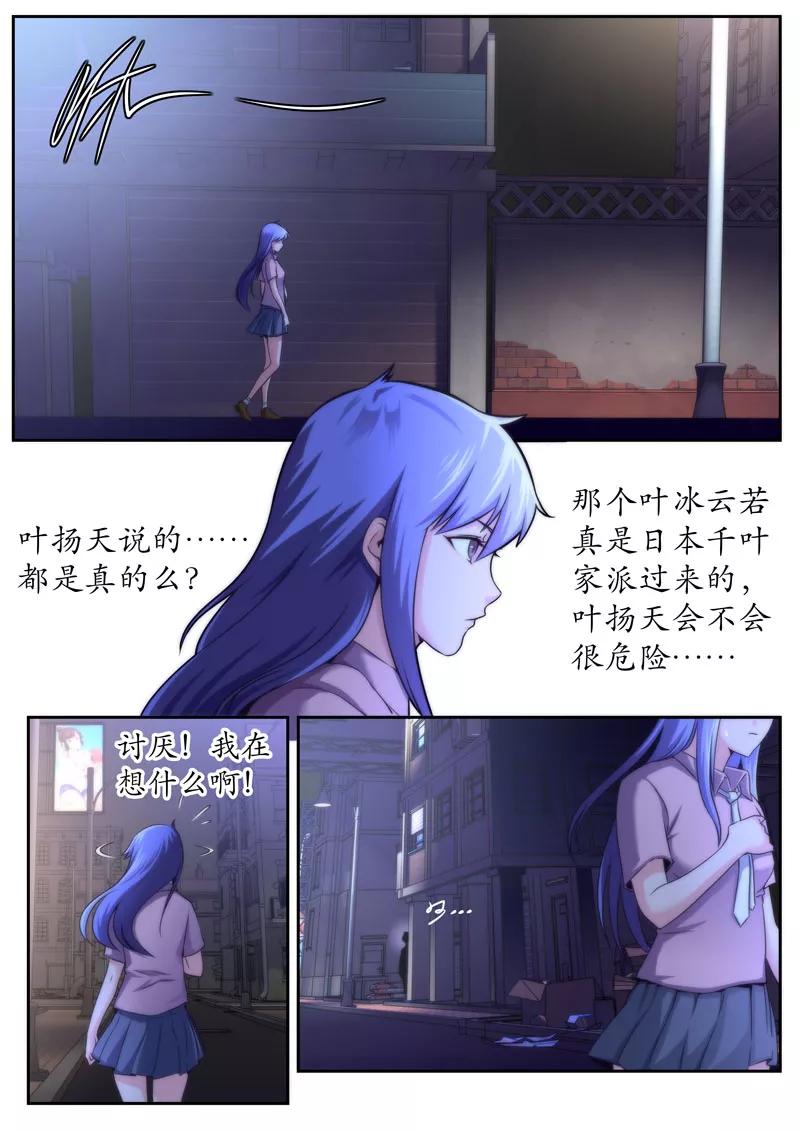 叶扬天说的……
都是真的么？
那个叶冰云若
真是日本千叶
家派过来的，
叶扬天会不会
很危险……
讨厌！我在
想什么啊！